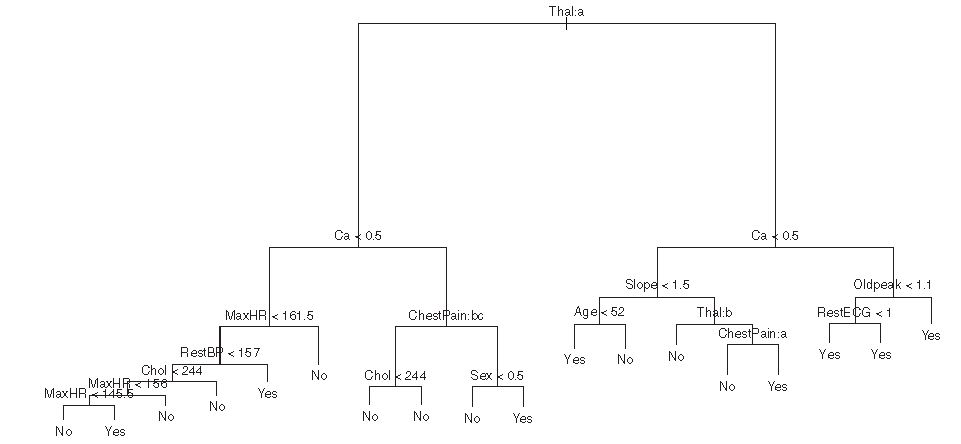 Thal:a
Ca < 0.5
Ca < 0.5
Slope < 1.5
Oldpeak < 1.1
MaxHR < 161.5
ChestPain:bc
Age < 52
Thal:b
RestECG < 1
ChestPain:a
Yes
RestBP < 157
Yes
No
No
Yes
Yes
Chol < 244
MaxHR < 156
MaxHR < 145.5
Yes
No
Chol < 244
Sex < 0.5
No
Yes
No
No
No
No
No
Yes
No
Yes